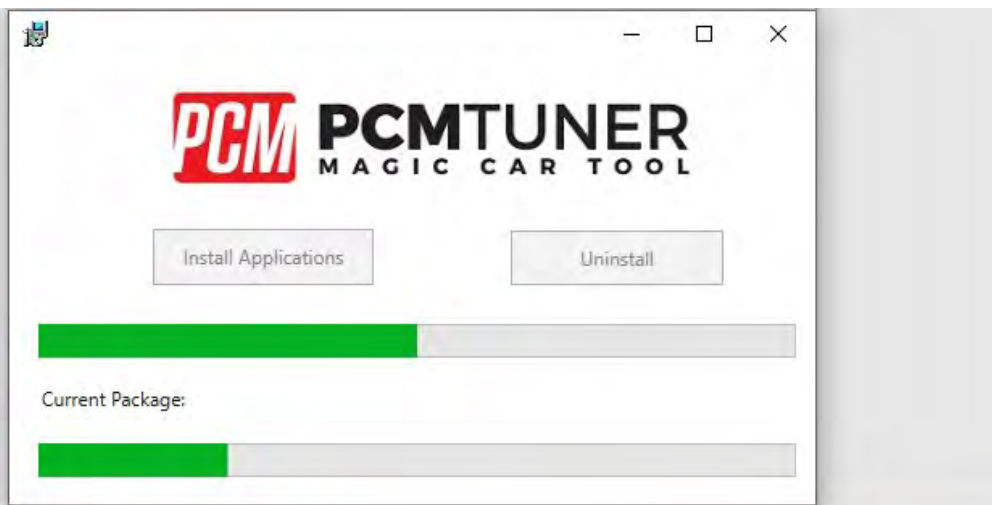 PCM PCMTUNER
MAGIC CAR TOOL
Install Applications Uninstall
Current Package: